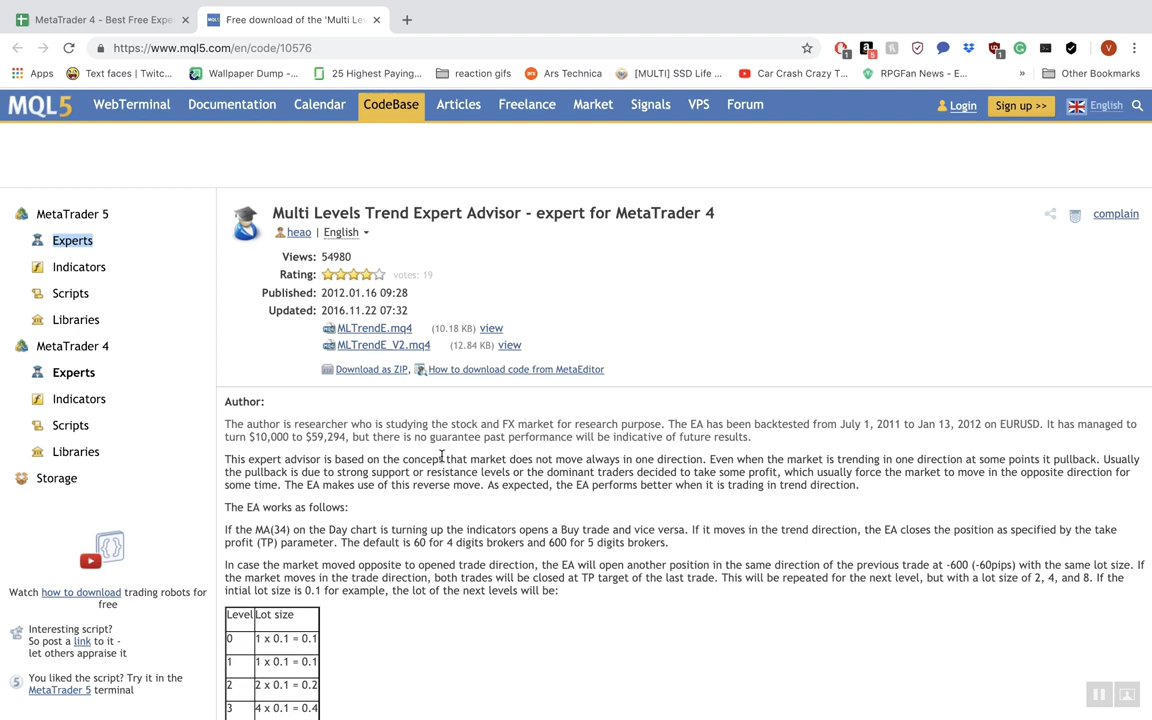 MetaTrader 4 - Best Free Expe
Free download of the 'Multi Le
https://www.mql5.com/en/code/10576
1
5
1
V
Apps
Text faces | Twitc...
Wallpaper Dump -...
25 Highest Paying...
reaction gifs
Ars Technica
[MULTI] SSD Life ...
Car Crash Crazy T...
RPGFan News - E...
»
Other Bookmarks
MQL5
WebTerminal
Documentation
Calendar
CodeBase
Articles
Freelance
Market
Signals
VPS
Forum
Login
Sign up >>
English
MetaTrader 5
Experts
Indicators
Scripts
Libraries
MetaTrader 4
Experts
Indicators
Scripts
Libraries
Storage
Watch how to download trading robots for
free
Interesting script?
So post a link to it -
let others appraise it
5
You liked the script? Try it in the
MetaTrader 5 terminal
Multi Levels Trend Expert Advisor - expert for MetaTrader 4
heao | English
complain
Views: 54980
Rating: votes: 19
Published: 2012.01.16 09:28
Updated: 2016.11.22 07:32
MLTrendE.mq4 (10.18 KB) view
MLTrendE_V2.mq4 (12.84 KB) view
Download as ZIP, How to download code from MetaEditor
Author:
The author is researcher who is studying the stock and FX market for research purpose. The EA has been backtested from July 1, 2011 to Jan 13, 2012 on EURUSD. It has managed to
turn $10,000 to $59,294, but there is no guarantee past performance will be indicative of future results.
This expert advisor is based on the concept that market does not move always in one direction. Even when the market is trending in one direction at some points it pullback. Usually
the pullback is due to strong support or resistance levels or the dominant traders decided to take some profit, which usually force the market to move in the opposite direction for
some time. The EA makes use of this reverse move. As expected, the EA performs better when it is trading in trend direction.
The EA works as follows:
If the MA(34) on the Day chart is turning up the indicators opens a Buy trade and vice versa. If it moves in the trend direction, the EA closes the position as specified by the take
profit (TP) parameter. The default is 60 for 4 digits brokers and 600 for 5 digits brokers.
In case the market moved opposite to opened trade direction, the EA will open another position in the same direction of the previous trade at -600 (-60pips) with the same lot size. If
the market moves in the trade direction, both trades will be closed at TP target of the last trade. This will be repeated for the next level, but with a lot size of 2, 4, and 8. If the
intial lot size is 0.1 for example, the lot of the next levels will be:
Level Lot size
0 1 x 0.1 = 0.1
1 1 x 0.1 = 0.1
2 2 x 0.1 = 0.2
3 4 x 0.1 = 0.4